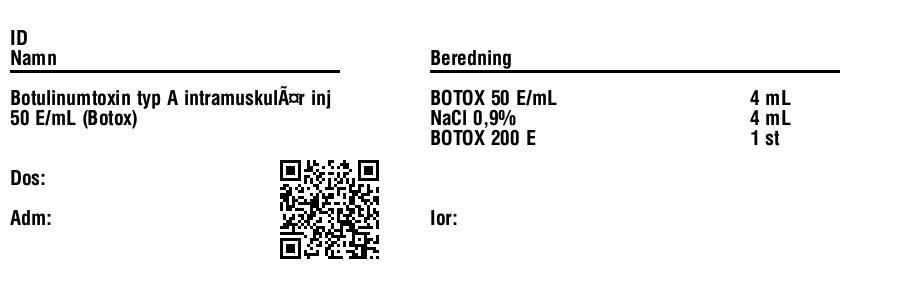 ID
Namn
Beredning
Botulinumtoxin typ A intramuskulÃ¤r inj
50 E/mL (Botox)
BOTOX 50 E/mL 4 mL
NaCl 0,9% 4 mL
BOTOX 200 E 1 st
Dos:
Adm:
Ior: